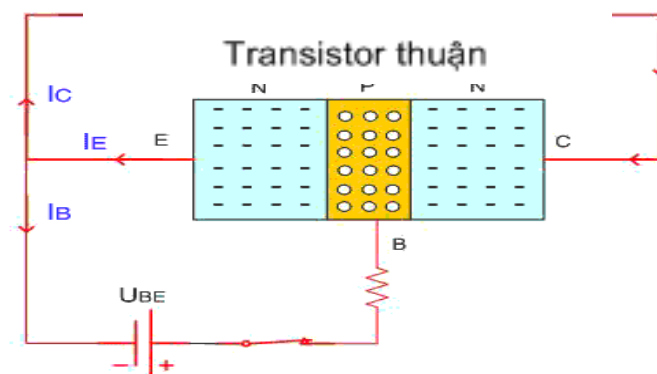 Transistor thuận
N P N
IC
IE E C
IB
B
UBE
- +